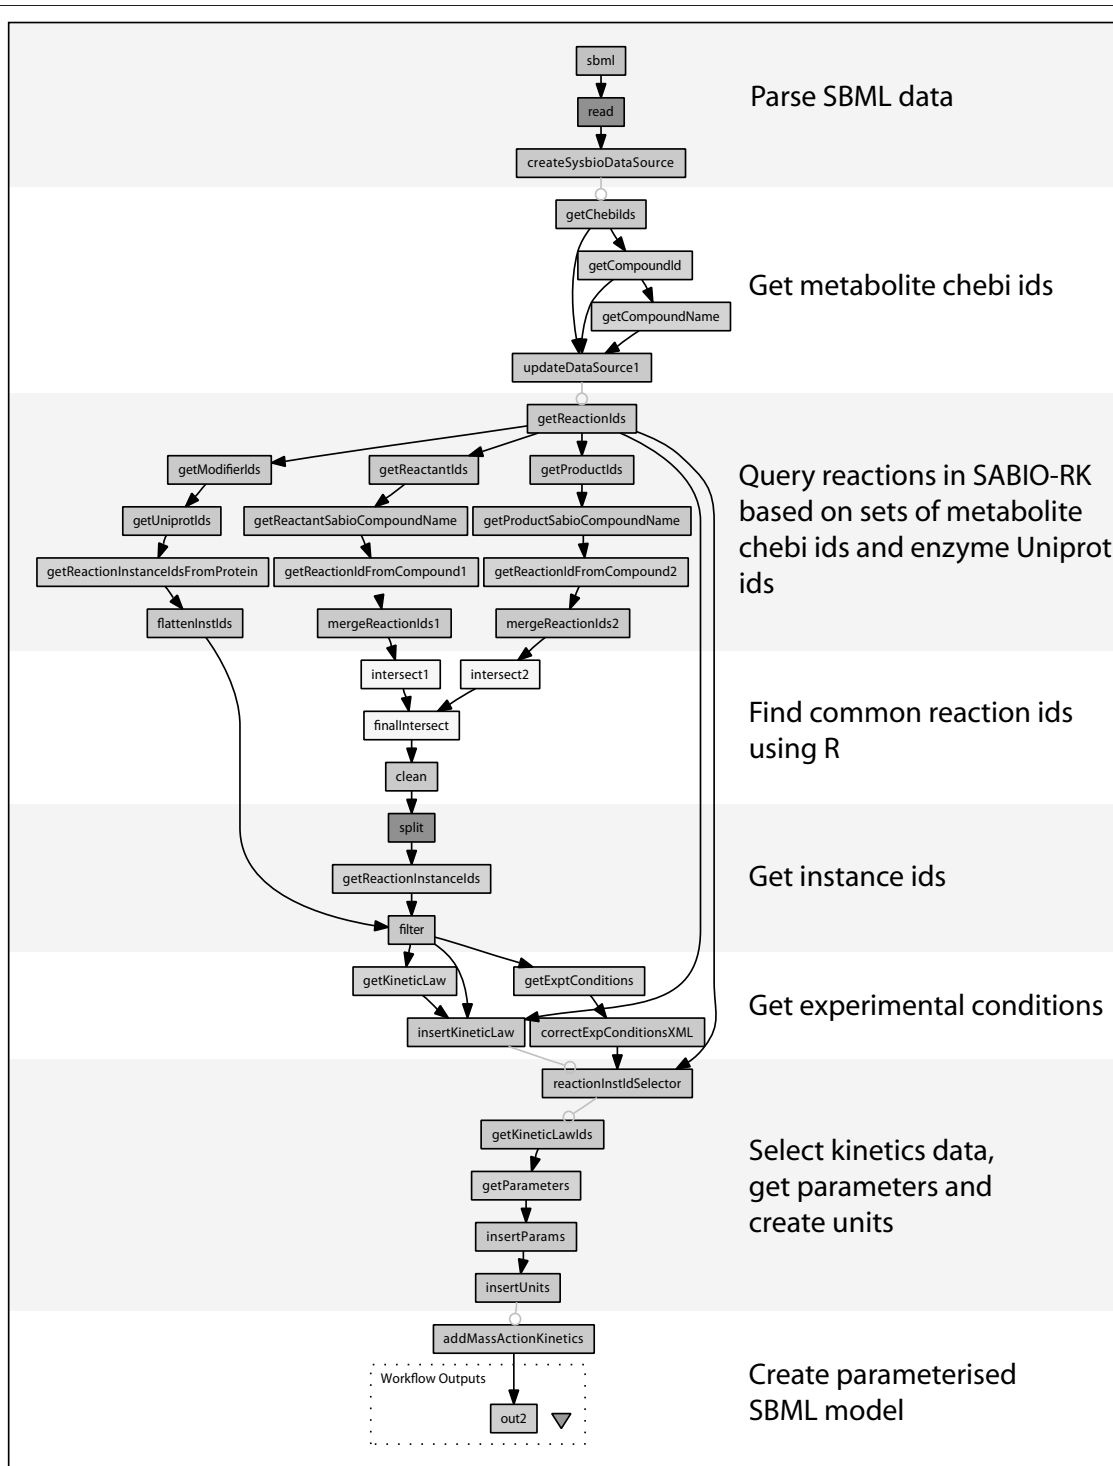 sbml
read
Parse SBML data
createSysbioDataSource
getChebiIds
getCompoundId
Get metabolite chebi ids
getCompoundName
updateDataSource1
getReactionIds
getModifierIds
getReactantIds
getProductIds
getUniprotIds
getReactantSabioCompoundName
getProductSabioCompoundName
getReactionInstanceIdsFromProtein
getReactionIdFromCompound1
getReactionIdFromCompound2
flattenInstIds
mergeReactionIds1
mergeReactionIds2
Query reactions in SABIO-RK
based on sets of metabolite
chebi ids and enzyme Uniprot
ids
intersect1
intersect2
finalIntersect
clean
Find common reaction ids
using R
split
getReactionInstanceIds
Get instance ids
filter
getKineticLaw
getExptConditions
Get experimental conditions
insertKineticLaw
correctExpConditionsXML
reactionInstIdSelector
getKineticLawIds
getParameters
insertParams
insertUnits
Select kinetics data,
get parameters and
create units
addMassActionKinetics
Workflow Outputs
out2
Create parameterised
SBML model